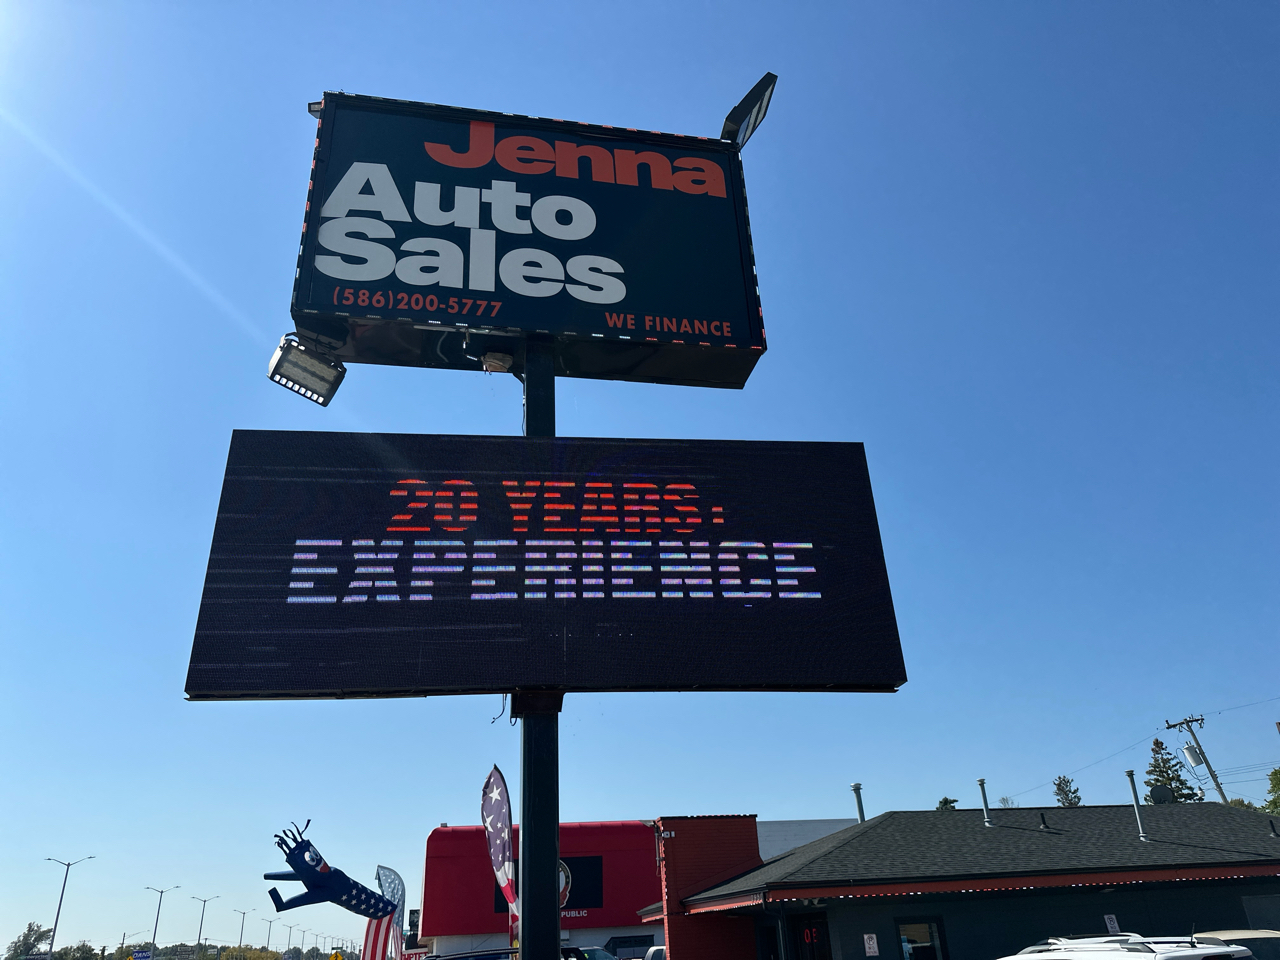 Jenna
Auto
Sales
(586)200-5777
WE FINANCE
20 YEARS.
EXPERIENCE
PUBLIC